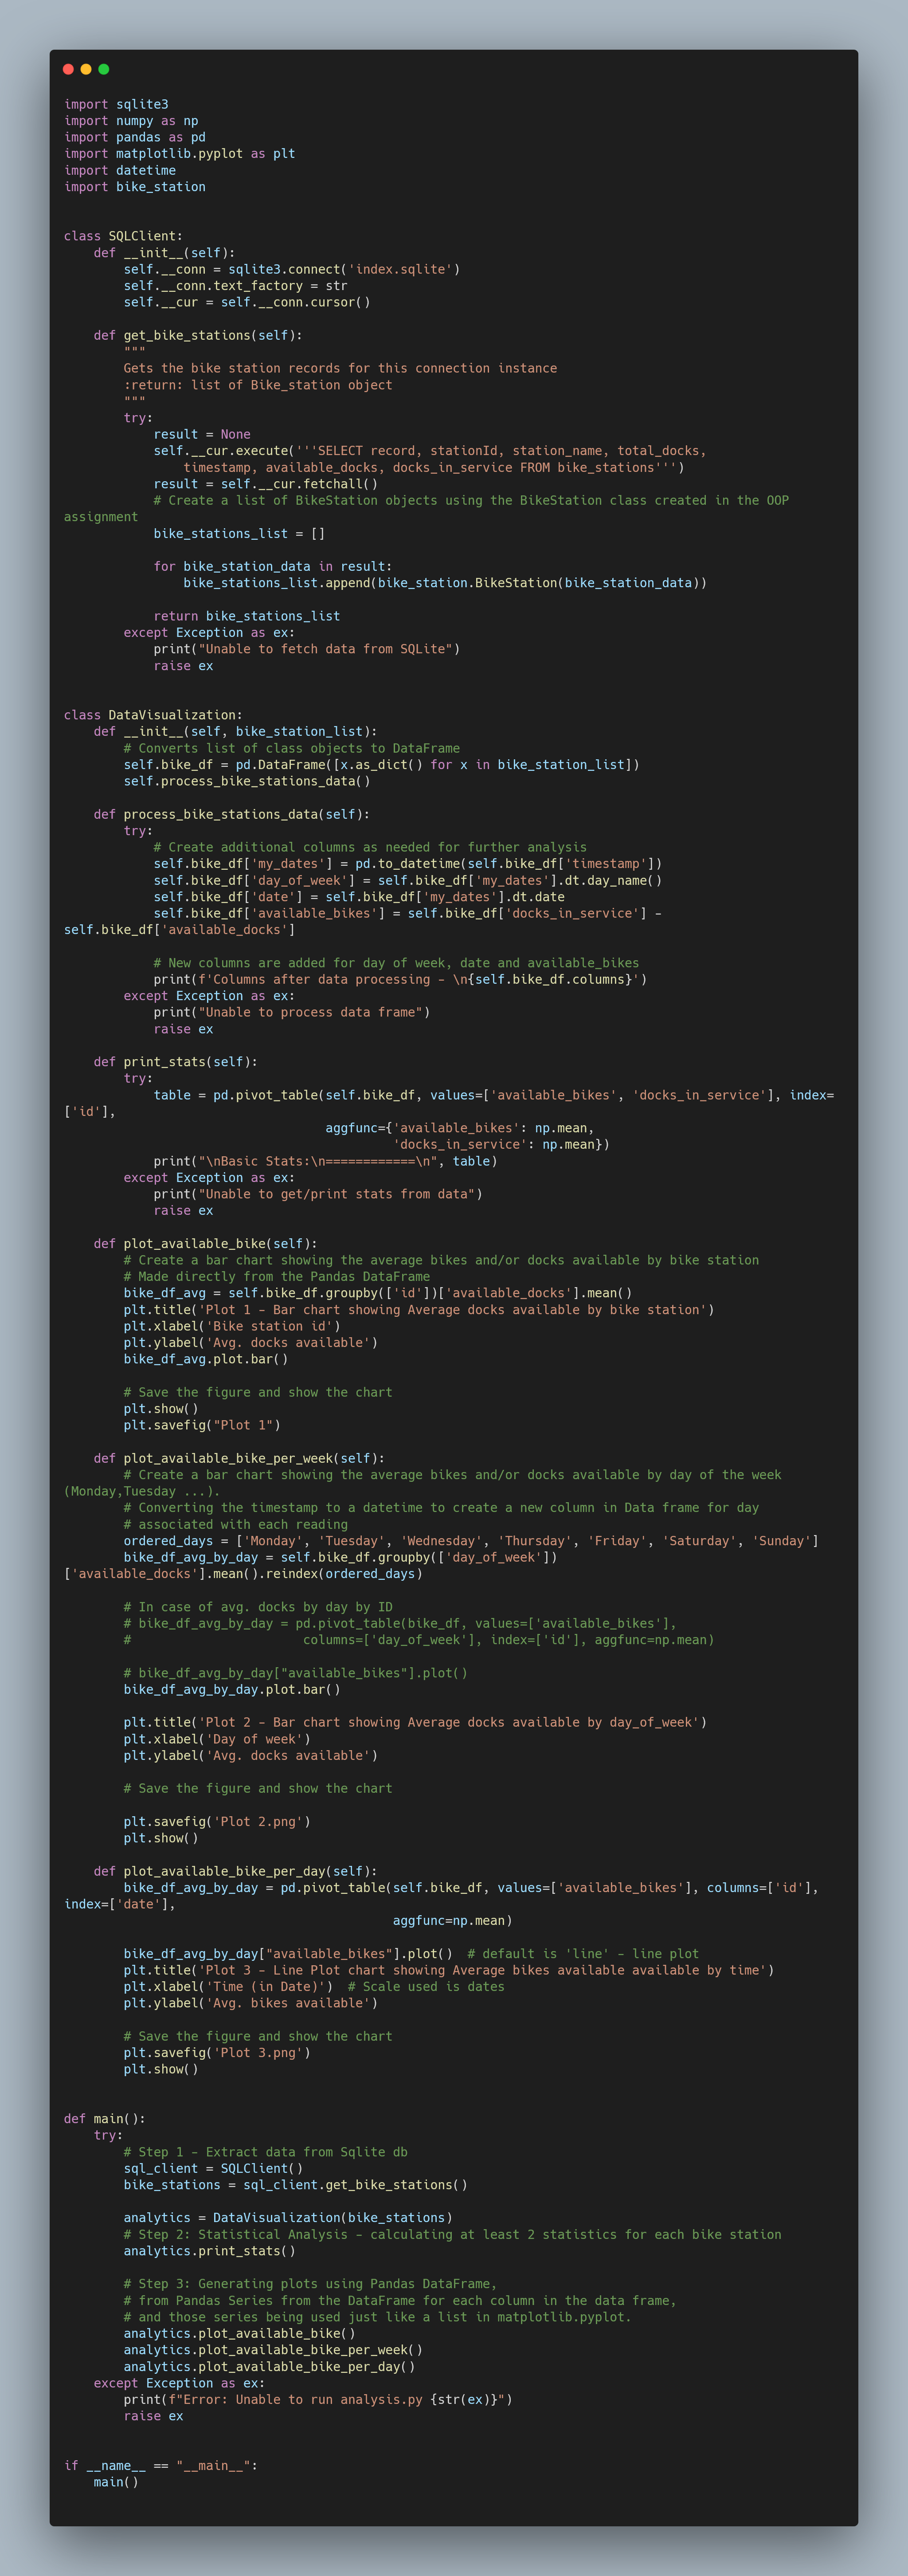 import sqlite3
import numpy as np
import pandas as pd
import matplotlib.pyplot as plt
import datetime
import bike_station


class SQLClient:
    def __init__(self):
        self.__conn = sqlite3.connect('index.sqlite')
        self.__conn.text_factory = str
        self.__cur = self.__conn.cursor()

    def get_bike_stations(self):
        """
        Gets the bike station records for this connection instance
        :return: list of Bike_station object
        """
        try:
            result = None
            self.__cur.execute('''SELECT record, stationId, station_name, total_docks,
                timestamp, available_docks, docks_in_service FROM bike_stations''')
            result = self.__cur.fetchall()
            # Create a list of BikeStation objects using the BikeStation class created in the OOP
assignment
            bike_stations_list = []

            for bike_station_data in result:
                bike_stations_list.append(bike_station.BikeStation(bike_station_data))

            return bike_stations_list
        except Exception as ex:
            print("Unable to fetch data from SQLite")
            raise ex


class DataVisualization:
    def __init__(self, bike_station_list):
        # Converts list of class objects to DataFrame
        self.bike_df = pd.DataFrame([x.as_dict() for x in bike_station_list])
        self.process_bike_stations_data()

    def process_bike_stations_data(self):
        try:
            # Create additional columns as needed for further analysis
            self.bike_df['my_dates'] = pd.to_datetime(self.bike_df['timestamp'])
            self.bike_df['day_of_week'] = self.bike_df['my_dates'].dt.day_name()
            self.bike_df['date'] = self.bike_df['my_dates'].dt.date
            self.bike_df['available_bikes'] = self.bike_df['docks_in_service'] -
self.bike_df['available_docks']

            # New columns are added for day of week, date and available_bikes
            print(f'Columns after data processing - \n{self.bike_df.columns}')
        except Exception as ex:
            print("Unable to process data frame")
            raise ex

    def print_stats(self):
        try:
            table = pd.pivot_table(self.bike_df, values=['available_bikes', 'docks_in_service'], index=
['id'],
                                   aggfunc={'available_bikes': np.mean,
                                            'docks_in_service': np.mean})
            print("\nBasic Stats:\n============\n", table)
        except Exception as ex:
            print("Unable to get/print stats from data")
            raise ex

    def plot_available_bike(self):
        # Create a bar chart showing the average bikes and/or docks available by bike station
        # Made directly from the Pandas DataFrame
        bike_df_avg = self.bike_df.groupby(['id'])['available_docks'].mean()
        plt.title('Plot 1 - Bar chart showing Average docks available by bike station')
        plt.xlabel('Bike station id')
        plt.ylabel('Avg. docks available')
        bike_df_avg.plot.bar()

        # Save the figure and show the chart
        plt.show()
        plt.savefig("Plot 1")

    def plot_available_bike_per_week(self):
        # Create a bar chart showing the average bikes and/or docks available by day of the week
(Monday,Tuesday ...).
        # Converting the timestamp to a datetime to create a new column in Data frame for day
        # associated with each reading
        ordered_days = ['Monday', 'Tuesday', 'Wednesday', 'Thursday', 'Friday', 'Saturday', 'Sunday']
        bike_df_avg_by_day = self.bike_df.groupby(['day_of_week'])
['available_docks'].mean().reindex(ordered_days)

        # In case of avg. docks by day by ID
        # bike_df_avg_by_day = pd.pivot_table(bike_df, values=['available_bikes'],
        #                       columns=['day_of_week'], index=['id'], aggfunc=np.mean)

        # bike_df_avg_by_day["available_bikes"].plot()
        bike_df_avg_by_day.plot.bar()

        plt.title('Plot 2 - Bar chart showing Average docks available by day_of_week')
        plt.xlabel('Day of week')
        plt.ylabel('Avg. docks available')

        # Save the figure and show the chart

        plt.savefig('Plot 2.png')
        plt.show()

    def plot_available_bike_per_day(self):
        bike_df_avg_by_day = pd.pivot_table(self.bike_df, values=['available_bikes'], columns=['id'],
index=['date'],
                                            aggfunc=np.mean)

        bike_df_avg_by_day["available_bikes"].plot()  # default is 'line' - line plot
        plt.title('Plot 3 - Line Plot chart showing Average bikes available available by time')
        plt.xlabel('Time (in Date)')  # Scale used is dates
        plt.ylabel('Avg. bikes available')

        # Save the figure and show the chart
        plt.savefig('Plot 3.png')
        plt.show()


def main():
    try:
        # Step 1 - Extract data from Sqlite db
        sql_client = SQLClient()
        bike_stations = sql_client.get_bike_stations()

        analytics = DataVisualization(bike_stations)
        # Step 2: Statistical Analysis - calculating at least 2 statistics for each bike station
        analytics.print_stats()

        # Step 3: Generating plots using Pandas DataFrame,
        # from Pandas Series from the DataFrame for each column in the data frame,
        # and those series being used just like a list in matplotlib.pyplot.
        analytics.plot_available_bike()
        analytics.plot_available_bike_per_week()
        analytics.plot_available_bike_per_day()
    except Exception as ex:
        print(f"Error: Unable to run analysis.py {str(ex)}")
        raise ex


if __name__ == "__main__":
    main()